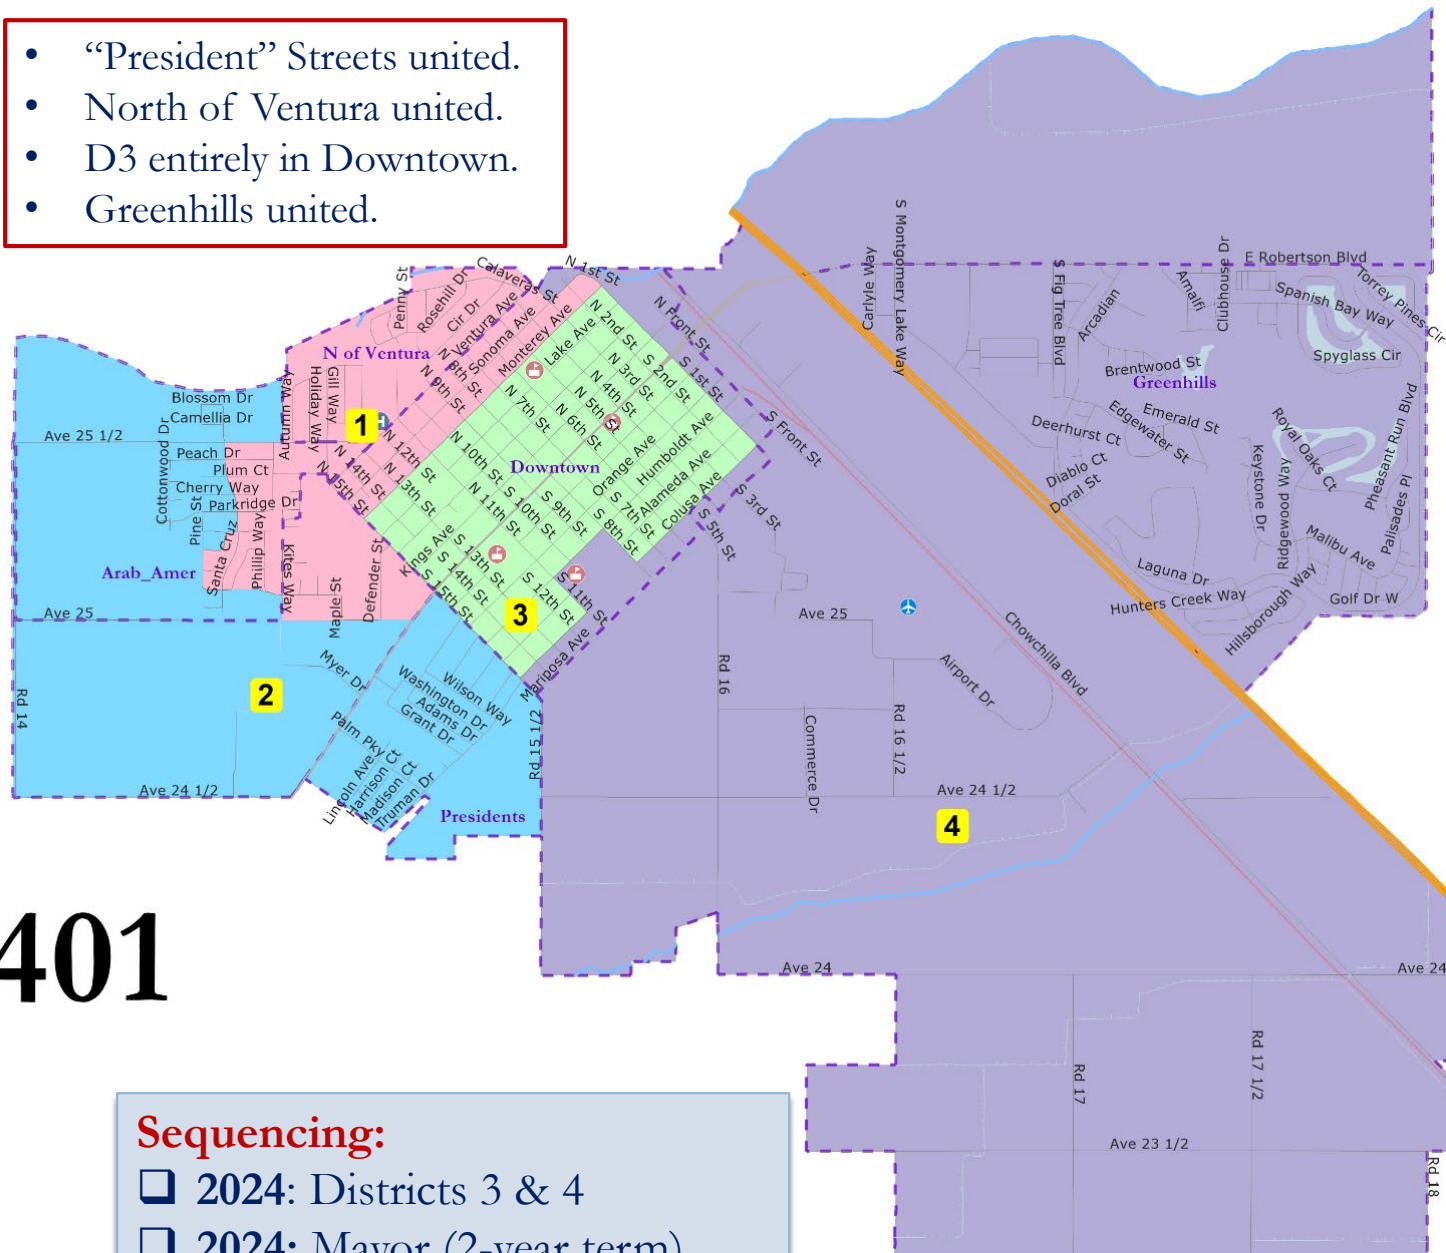 • “President” Streets united.
• North of Ventura united.
• D3 entirely in Downtown.
• Greenhills united.
N 1st St
Calaveras St
Penny St
Rosehill Dr
Cir Dr
Ventura Ave
Sonoma Ave
Monterey Ave
N of Ventura
N 8th St
N 9th St
Lake Ave
N 2nd St
N Front St
N 3rd St
S 2nd St
S 1st St
N 4th St
N 5th St
N 6th St
N 7th St
S Front St
Carlyle Way
S Montgomery Lake Way
S Fig Tree Blvd
Arcadian
Amalfi
Clubhouse Dr
E Robertson Blvd
Torrey Pines Cir
Spanish Bay Way
Spyglass Cir
Brentwood St
Greenhills
Emerald St
Edgewater St
Deerhurst Ct
Diablo Ct
Doral St
Royal Oaks Ct
Keystone Dr
Ridgewood Way
Pheasant Run Blvd
Palisades Pl
Malibu Ave
Laguna Dr
Hunters Creek Way
Hillsborough Way
Golf Dr W
Blossom Dr
Camellia Dr
Ave 25 1/2
Cottonwood Dr
Peach Dr
Plum Ct
Cherry Way
Pine St
Parkridge Dr
Autumn Way
Holiday Way
Gill Way
1
H
N 12th St
N 14th St
N 13th St
N 15th St
N 10th St
N 11th St
Downtown
S 10th St
S 9th St
Orange Ave
Humboldt Ave
Alameda Ave
Colusa Ave
S 7th St
S 8th St
S 3rd St
S 5th St
Santa Cruz
Phillip Way
Kites Way
Maple St
Defender St
Arab_Amer
Ave 25
Kings Ave
S 13th St
S 14th St
S 15th St
S 12th St
S 11th St
3
Mariposa Ave
Ave 25
Airport Dr
Chowchilla Blvd
Rd 14
2
Myer Dr
Wilson Way
Washington Dr
Adams Dr
Grant Dr
Palm Pky
Lincoln Ave
Harrison Ct
Madison Ct
Truman Dr
Presidents
Rd 15 1/2
Rd 16
Commerce Dr
Rd 16 1/2
Ave 24 1/2
Ave 24 1/2
4
401
Ave 24
Ave 24
Rd 17
Rd 17 1/2
Ave 23 1/2
Rd 18
Sequencing:
❑ 2024: Districts 3 & 4
❑ 2024: Mayor (2-year term)